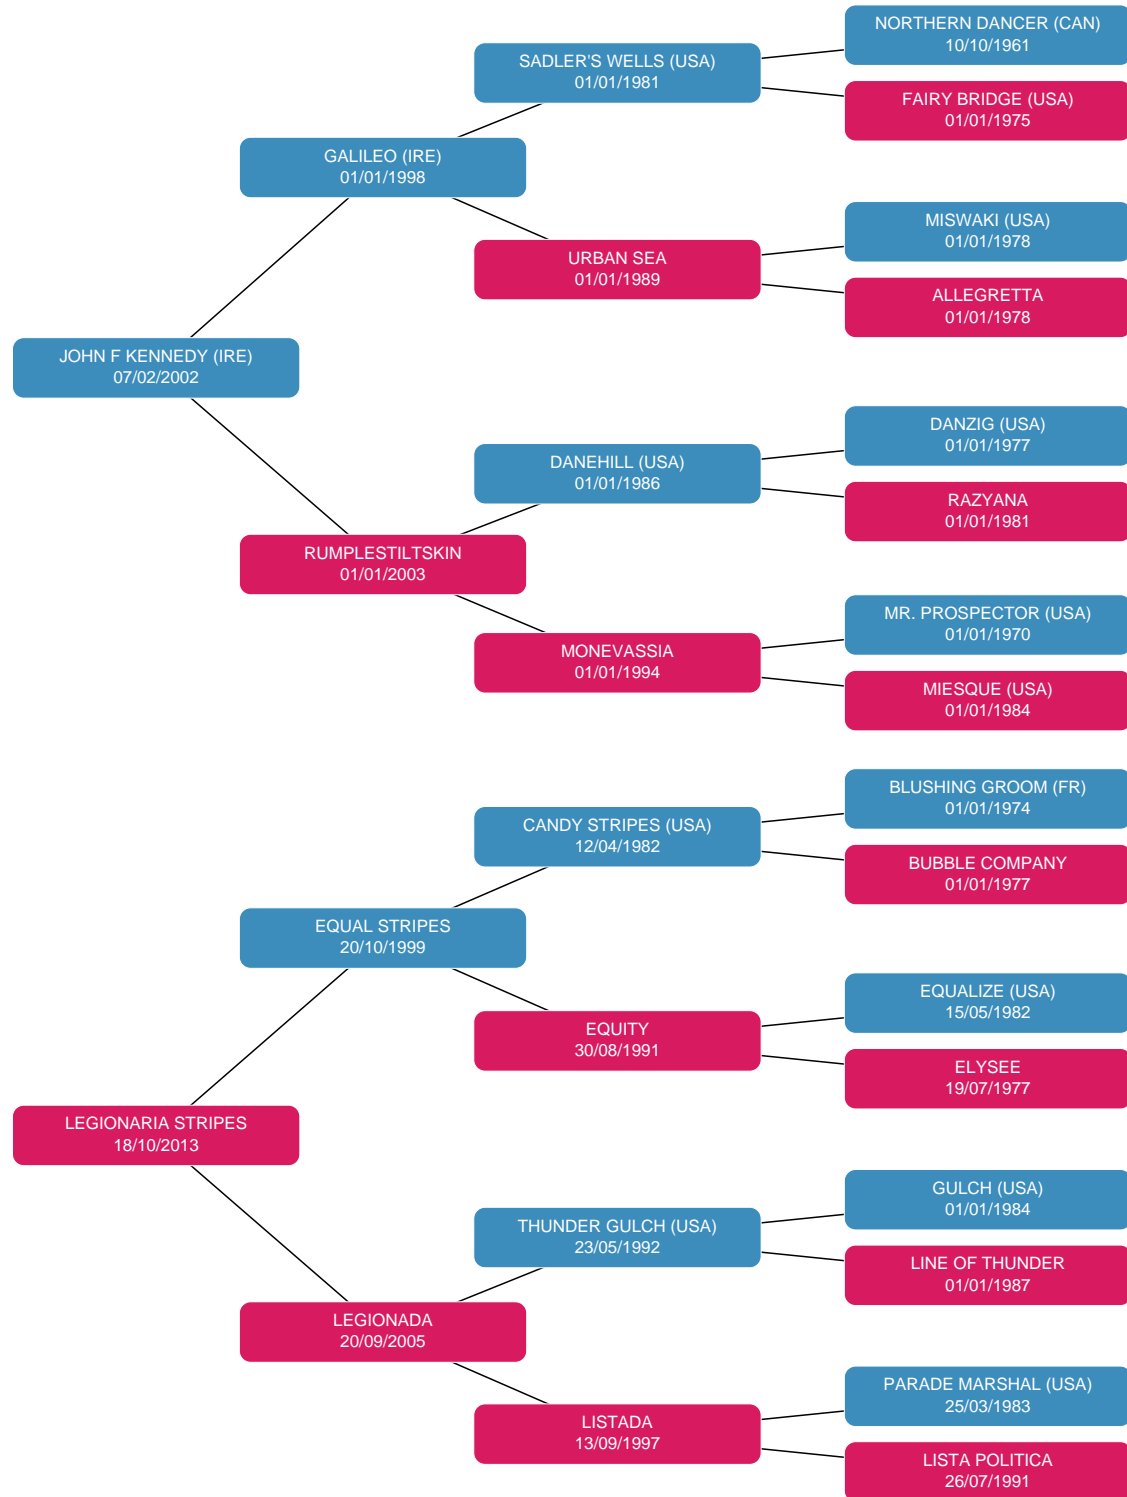 NORTHERN DANCER (CAN)
10/10/1961
SADLER'S WELLS (USA)
01/01/1981
FAIRY BRIDGE (USA)
01/01/1975
GALILEO (IRE)
01/01/1998
MISWAKI (USA)
01/01/1978
URBAN SEA
01/01/1989
ALLEGRETTA
01/01/1978
JOHN F KENNEDY (IRE)
07/02/2002
DANZIG (USA)
01/01/1977
DANEHILL (USA)
01/01/1986
RAZYANA
01/01/1981
RUMPLESTILTSKIN
01/01/2003
MR. PROSPECTOR (USA)
01/01/1970
MONEVASSIA
01/01/1994
MIESQUE (USA)
01/01/1984
BLUSHING GROOM (FR)
01/01/1974
CANDY STRIPES (USA)
12/04/1982
BUBBLE COMPANY
01/01/1977
EQUAL STRIPES
20/10/1999
EQUALIZE (USA)
15/05/1982
EQUITY
30/08/1991
ELYSEE
19/07/1977
LEGIONARIA STRIPES
18/10/2013
GULCH (USA)
01/01/1984
THUNDER GULCH (USA)
23/05/1992
LINE OF THUNDER
01/01/1987
LEGIONADA
20/09/2005
PARADE MARSHAL (USA)
25/03/1983
LISTADA
13/09/1997
LISTA POLITICA
26/07/1991